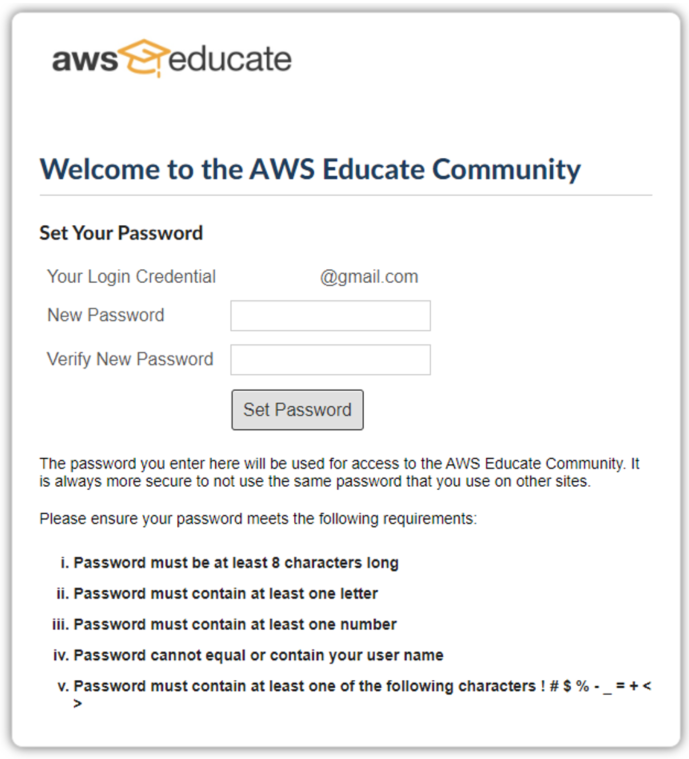 aws educate
Welcome to the AWS Educate Community
Set Your Password
Your Login Credential @gmail.com
New Password
Verify New Password
Set Password
The password you enter here will be used for access to the AWS Educate Community. It
is always more secure to not use the same password that you use on other sites.
Please ensure your password meets the following requirements:
i. Password must be at least 8 characters long
ii. Password must contain at least one letter
iii. Password must contain at least one number
iv. Password cannot equal or contain your user name
v. Password must contain at least one of the following characters ! # $ % - _ = + <
>